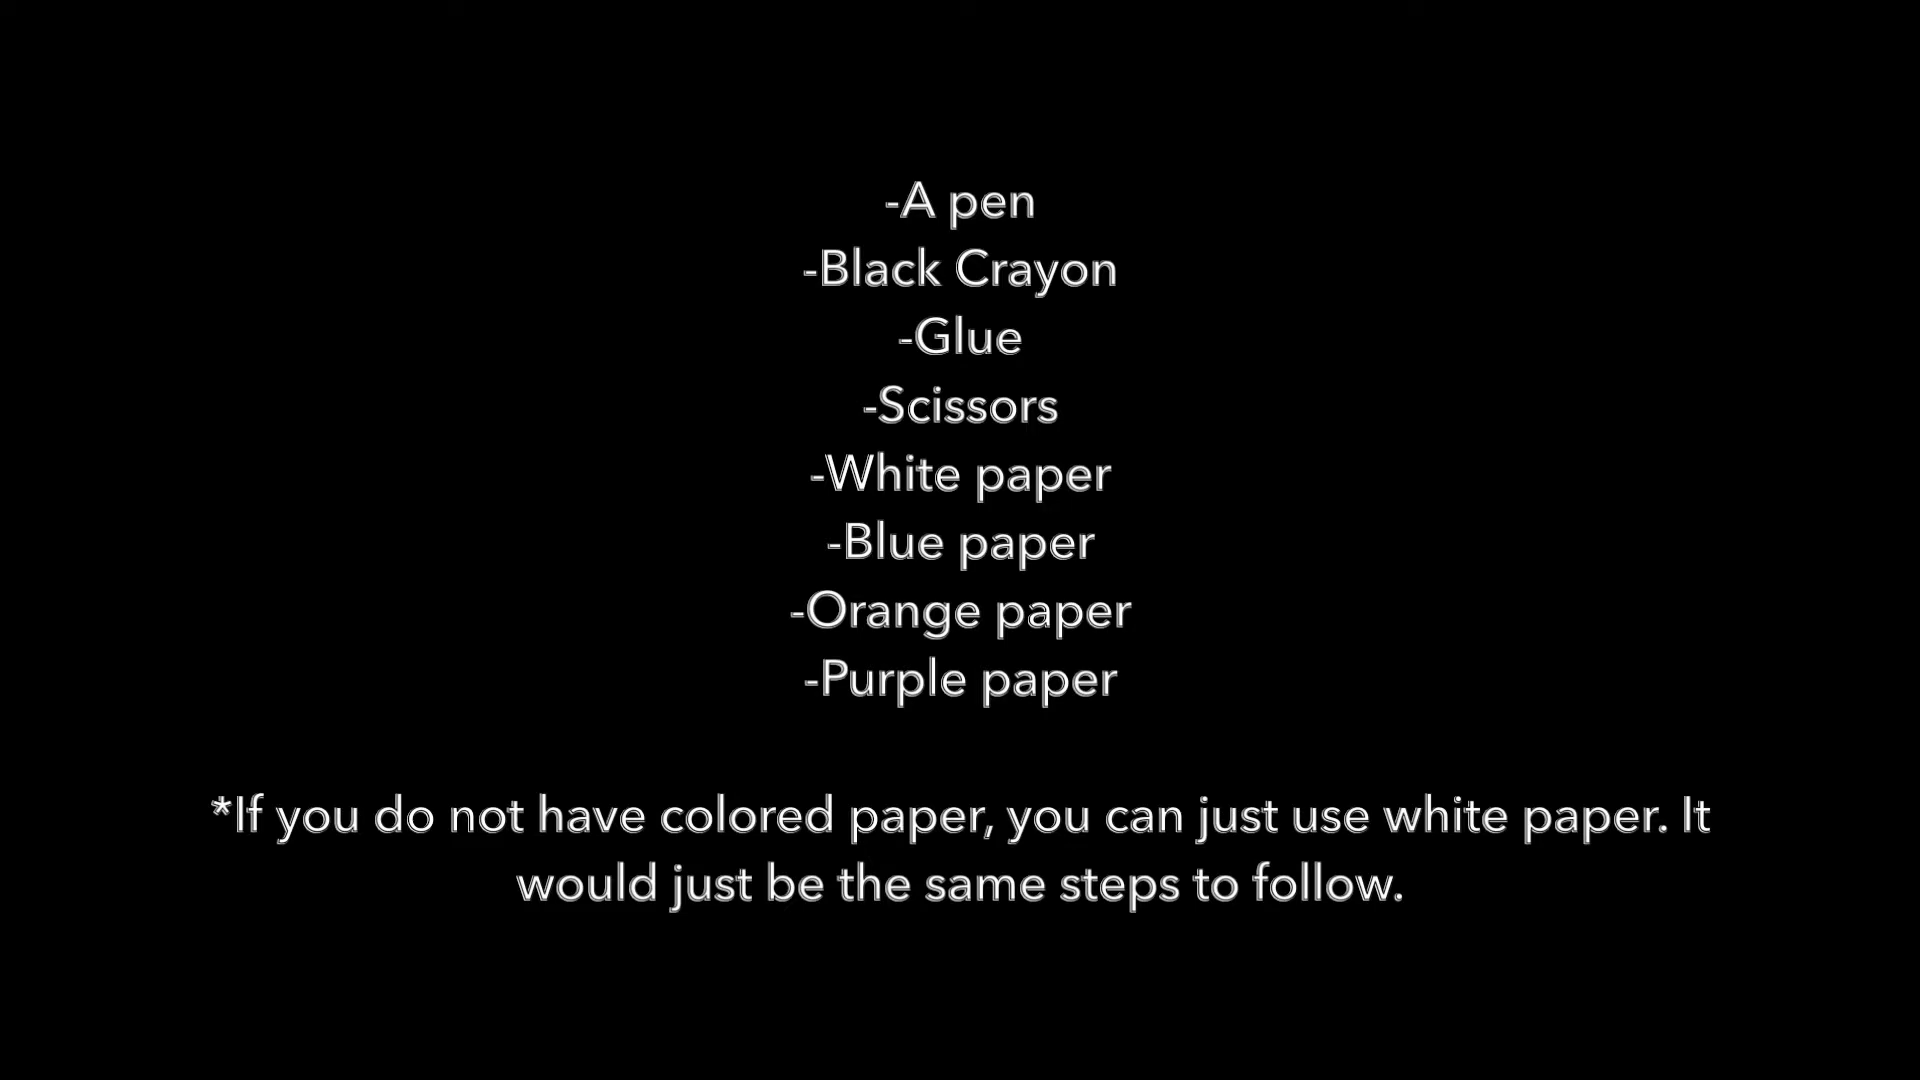 -A pen
-Black Crayon
-Glue
-Scissors
-White paper
-Blue paper
-Orange paper
-Purple paper
*If you do not have colored paper, you can just use white paper. It
would just be the same steps to follow.